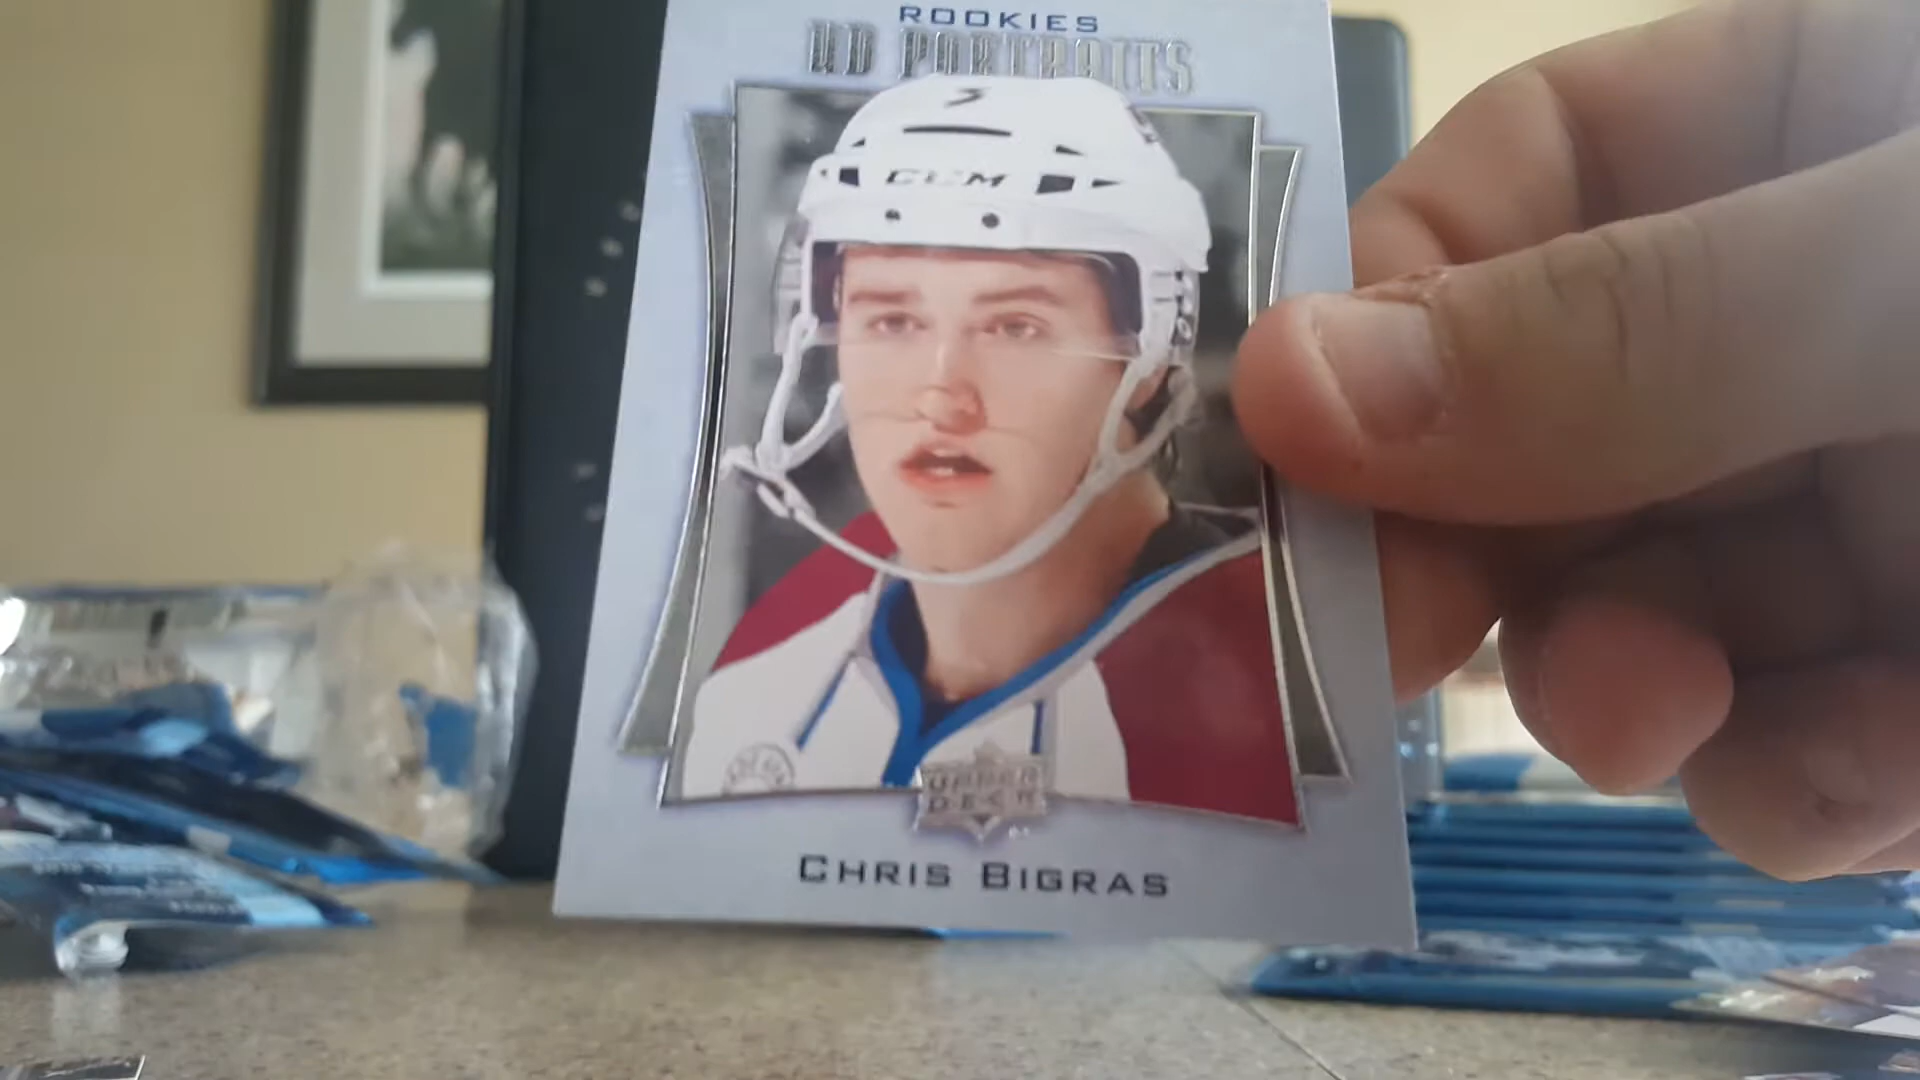 ROOKIES
UD PORTRAITS
CCM
UPPER
DECK
CHRIS BIGRAS